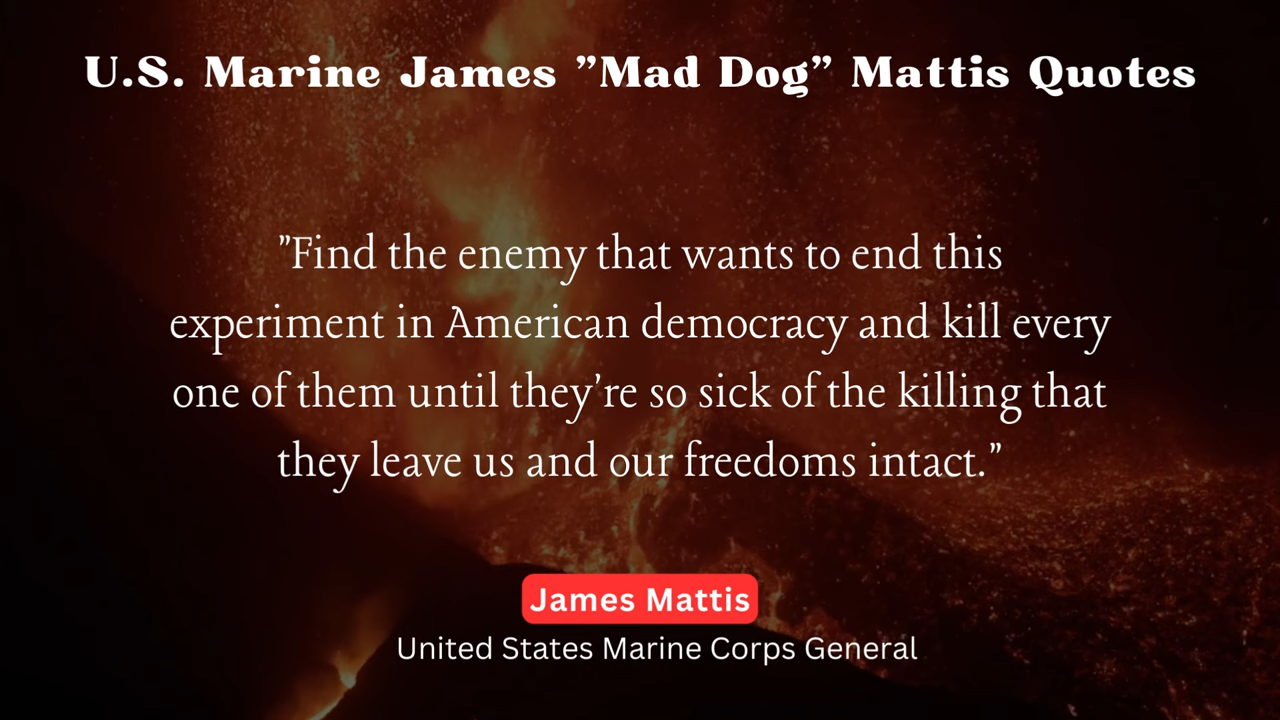 U.S. Marine James ”Mad Dog” Mattis Quotes
"Find the enemy that wants to end this
experiment in American democracy and kill every
one of them until they're so sick of the killing that
they leave us and our freedoms intact."
James Mattis
United States Marine Corps General